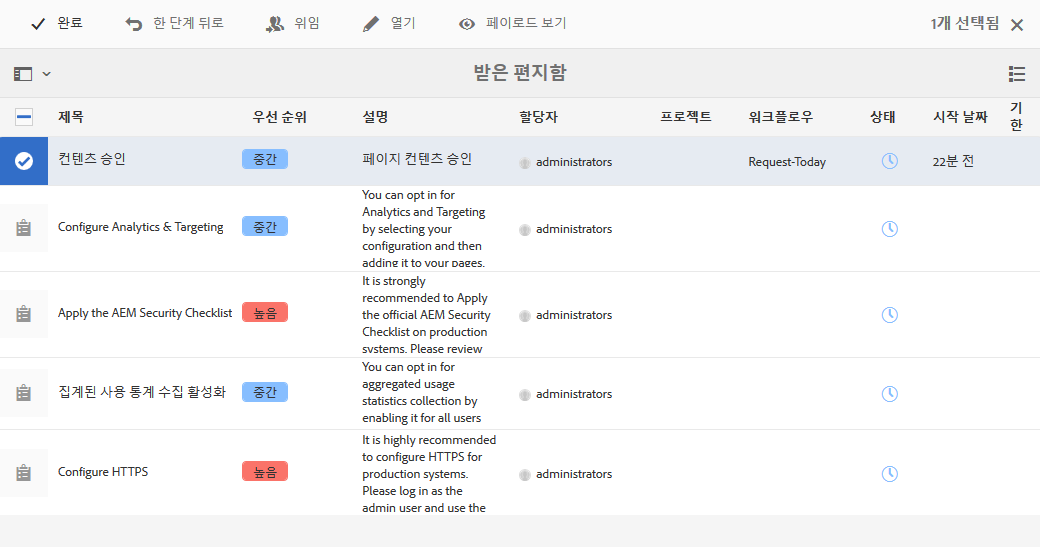 완료 한 단계 뒤로 위임 열기 페이로드 보기 1개 선택됨
받은 편지함
제목 우선 순위 설명 할당자 프로젝트 워크플로우 상태 시작 날짜 기한
컨텐츠 승인 중간 페이지 컨텐츠 승인 administrators Request-Today 22분 전
Configure Analytics & Targeting 중간
You can opt in for
Analytics and Targeting
by selecting your
configuration and then
adding it to your pages.
administrators
Apply the AEM Security Checklist 높음
It is strongly
recommended to Apply
the official AEM Security
Checklist on production
systems. Please review
administrators
집계된 사용 통계 수집 활성화 중간
You can opt in for
aggregated usage
statistics collection by
enabling it for all users
administrators
Configure HTTPS 높음
It is highly recommended
to configure HTTPS for
production systems.
Please log in as the
admin user and use the
administrators